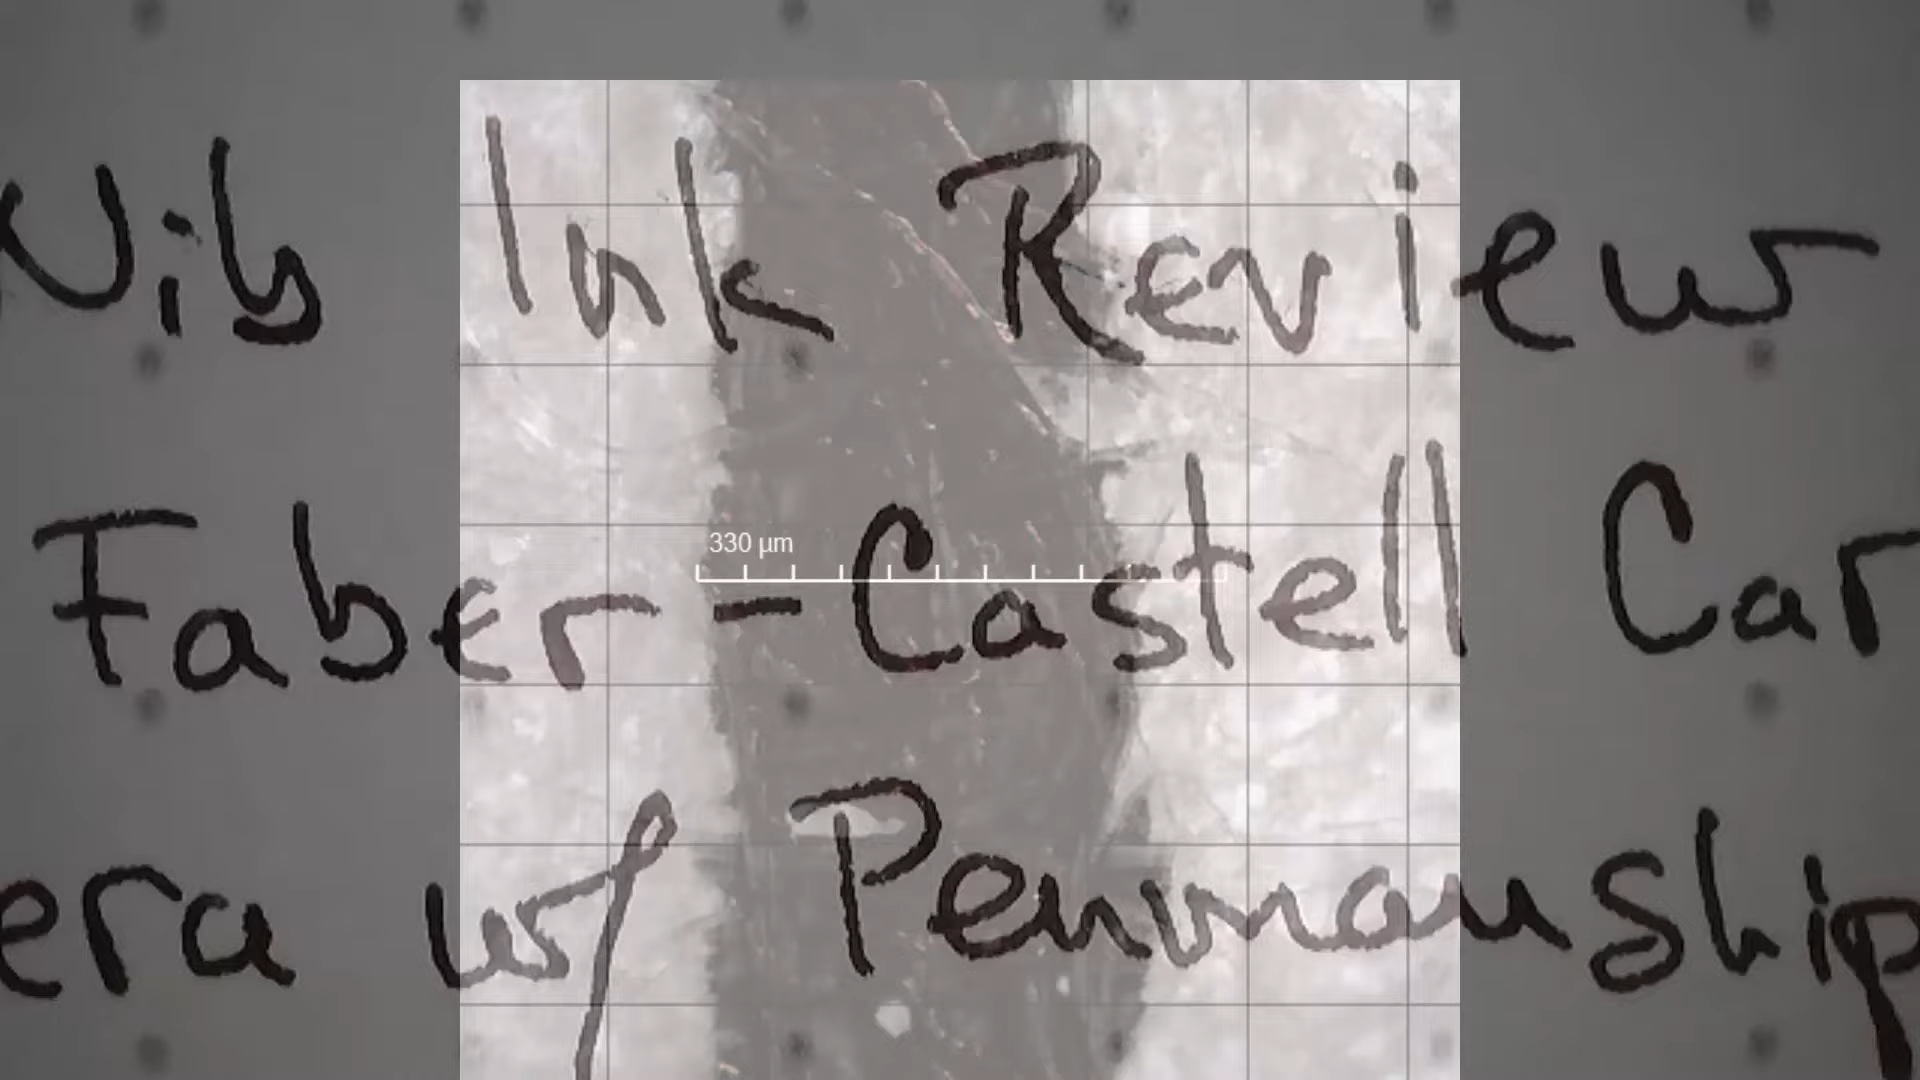 Nib Ink Review
330 µm
Faber-Castell Car
era w/ Penmanship